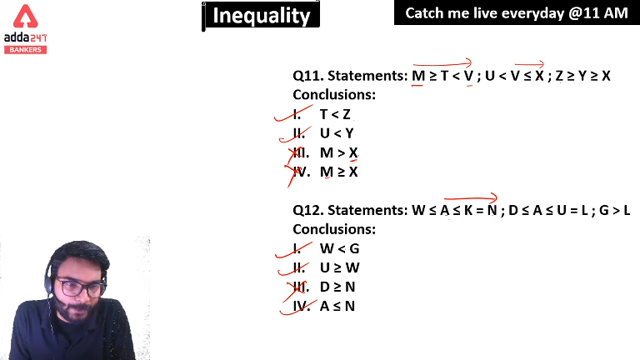 adda247
BANKERS
Inequality
Catch me live everyday @11 AM
Q11. Statements: M ≥ T < V ; U < V ≤ X ; Z ≥ Y ≥ X
Conclusions:
I. T < Z
II. U < Y
III. M > X
IV. M ≥ X
Q12. Statements: W ≤ A ≤ K = N ; D ≤ A ≤ U = L ; G > L
Conclusions:
I. W < G
II. U ≥ W
III. D ≥ N
IV. A ≤ N